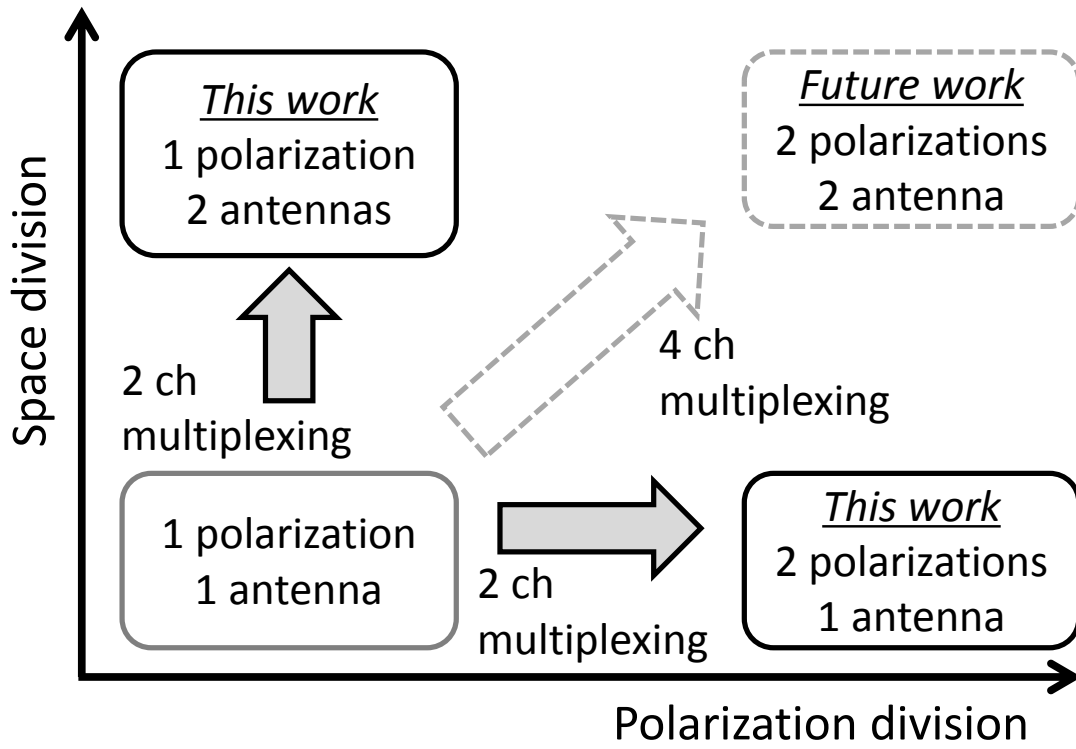 Space division
This work
1 polarization
2 antennas
Future work
2 polarizations
2 antenna
2 ch
multiplexing
4 ch
multiplexing
1 polarization
1 antenna
2 ch
multiplexing
This work
2 polarizations
1 antenna
Polarization division